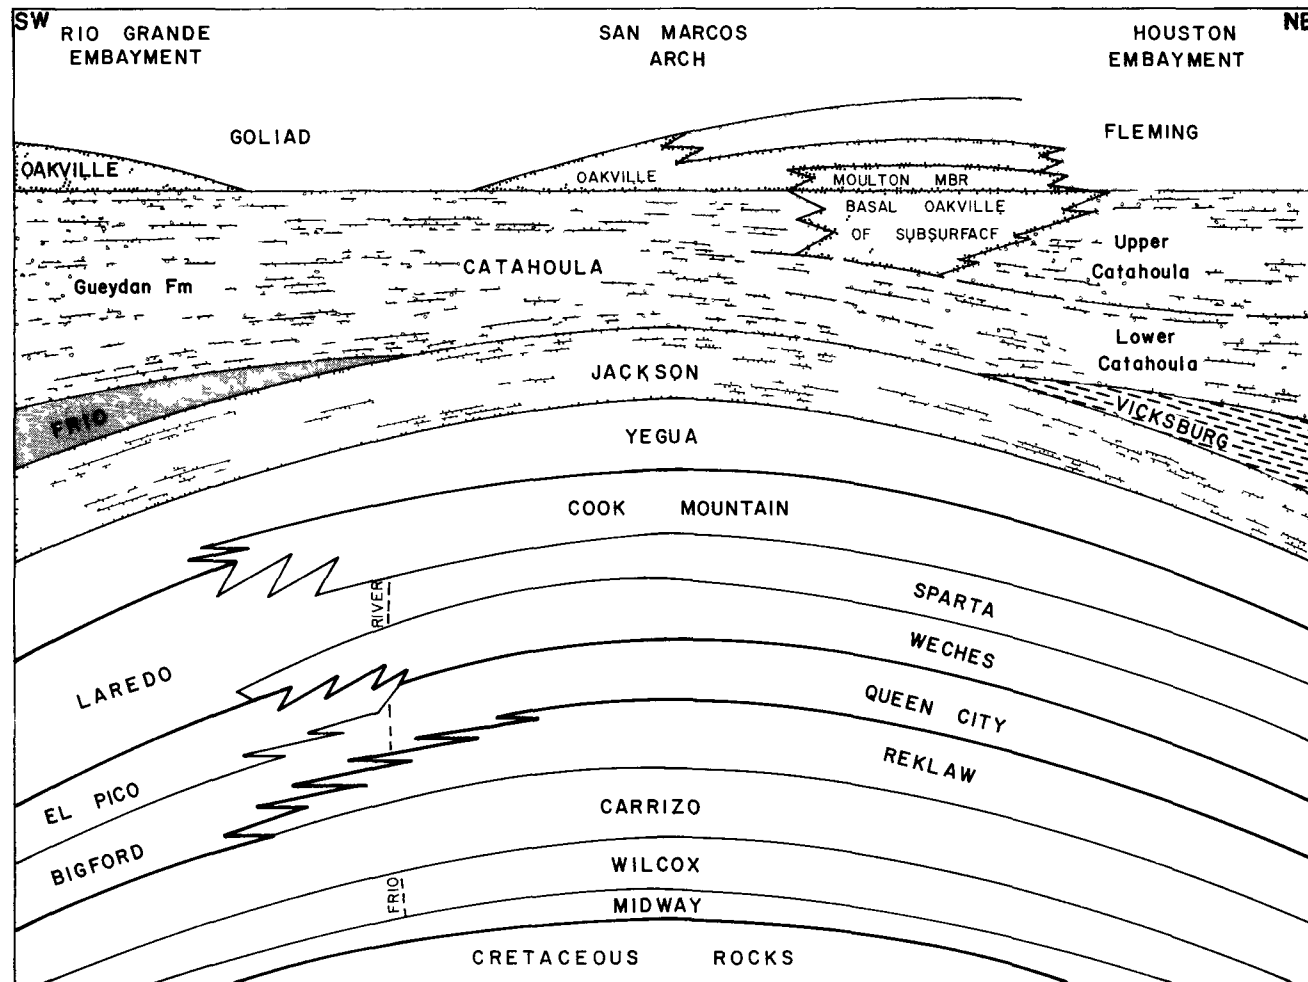 SW
NE
RIO GRANDE
EMBAYMENT
SAN MARCOS
ARCH
HOUSTON
EMBAYMENT
GOLIAD
FLEMING
OAKVILLE
OAKVILLE
MOULTON MBR
BASAL OAKVILLE
OF SUBSURFACE
Upper
Catahoula
CATAHOULA
Gueydan Fm
Lower
Catahoula
JACKSON
FRIO
VICKSBURG
YEGUA
COOK MOUNTAIN
RIVER
SPARTA
WECHES
LAREDO
QUEEN CITY
REKLAW
EL PICO
CARRIZO
BIGFORD
WILCOX
FRIO
MIDWAY
CRETACEOUS ROCKS